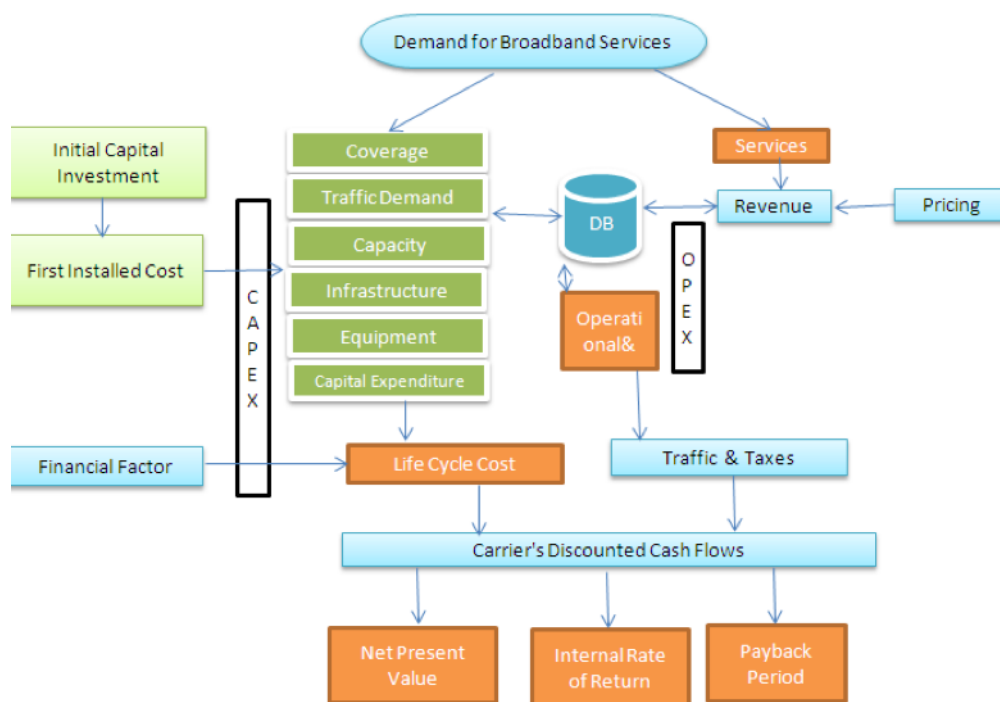 Demand for Broadband Services
Initial Capital
Investment
Coverage
Services
Traffic Demand
DB
Revenue
Pricing
First Installed Cost
Capacity
C
A
P
E
X
O
P
E
X
Infrastructure
Operati
onal&
Equipment
Capital Expenditure
Financial Factor
Life Cycle Cost
Traffic & Taxes
Carrier's Discounted Cash Flows
Net Present
Value
Internal Rate
of Return
Payback
Period